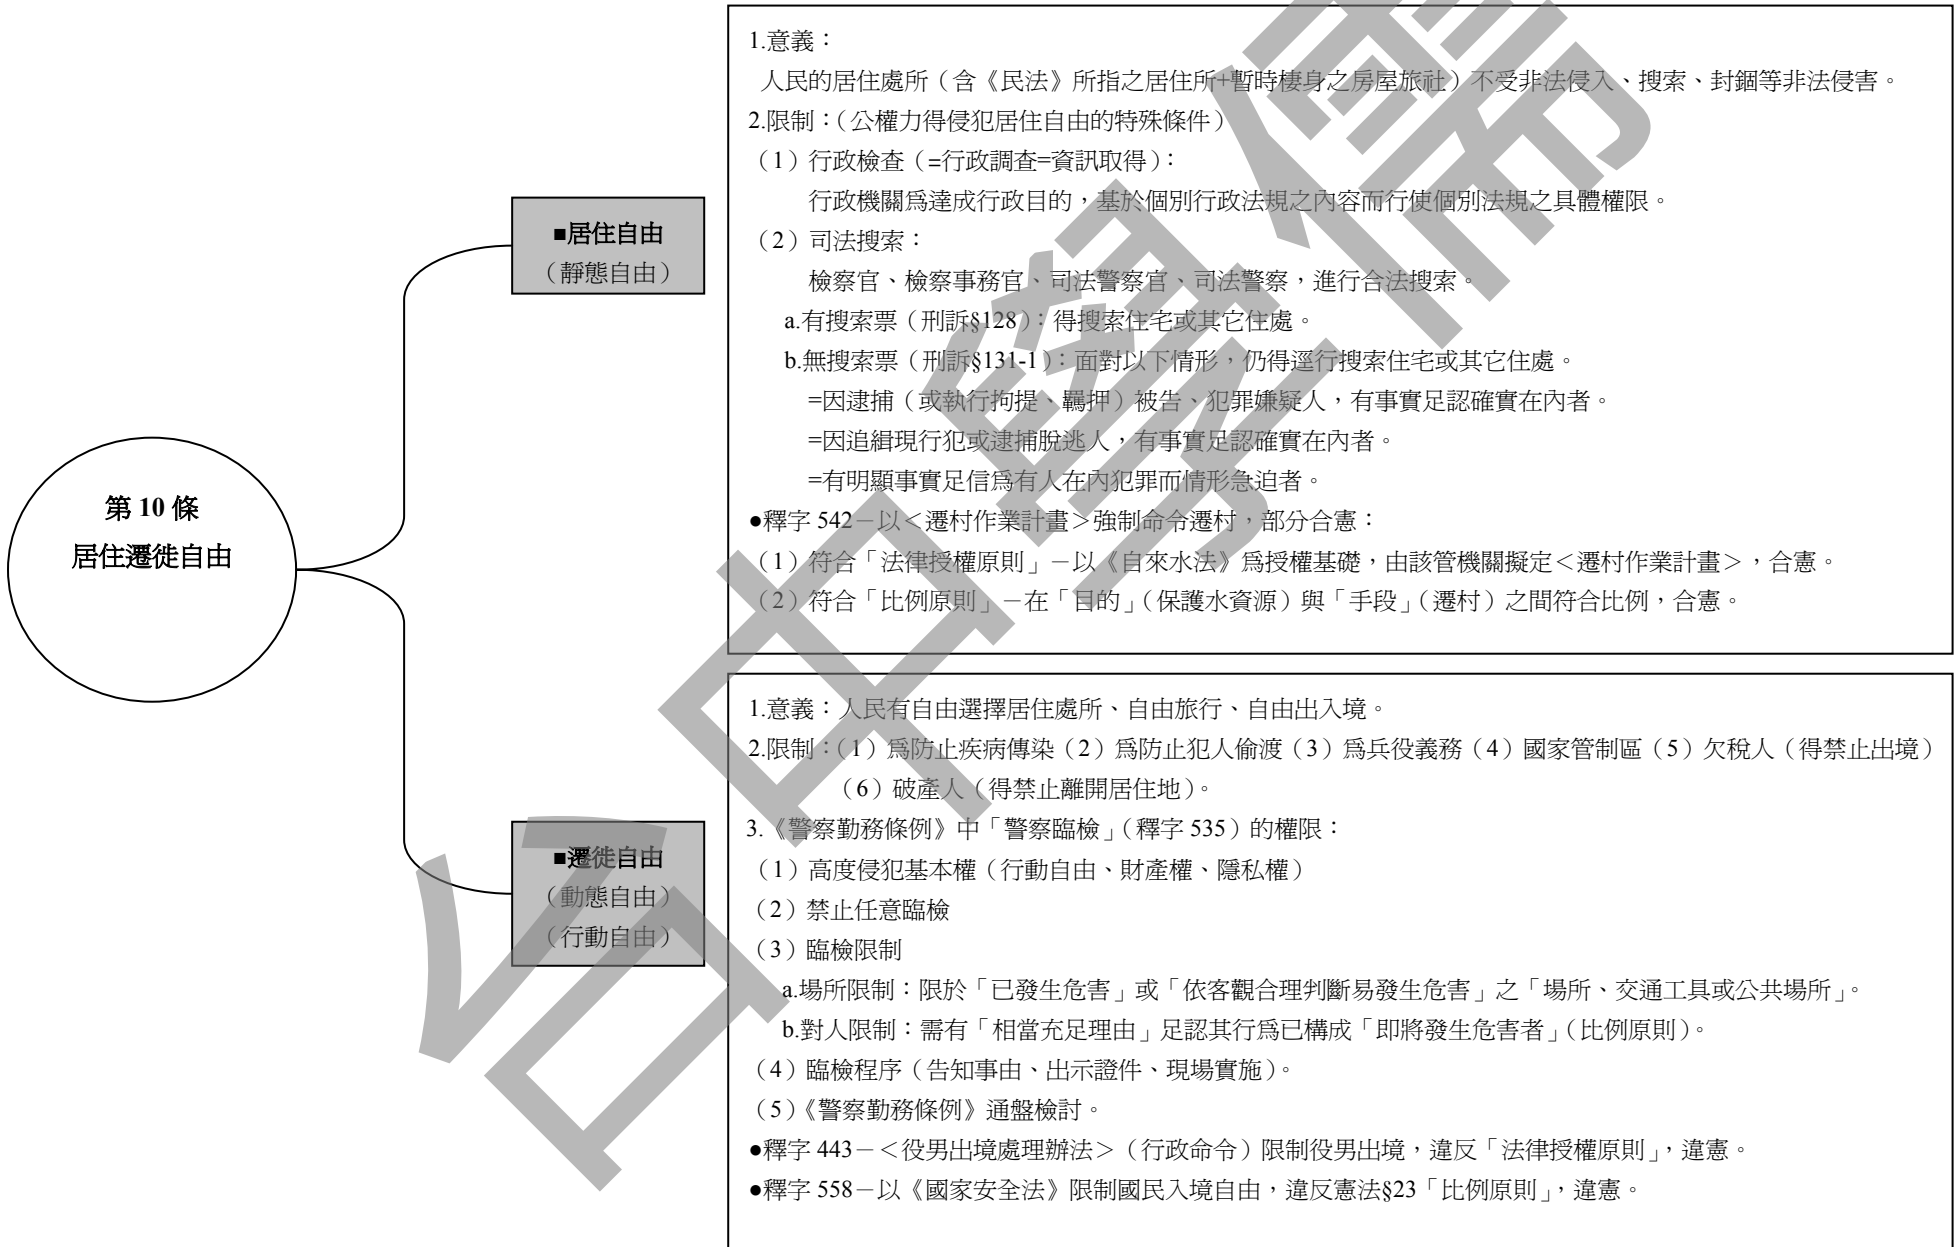 第 10 條
居住遷徙自由
■居住自由
（靜態自由）
1.意義：
人民的居住處所（含《民法》所指之居住所+暫時棲身之房屋旅社）不受非法侵入、搜索、封錮等非法侵害。
2.限制：（公權力得侵犯居住自由的特殊條件）
（1）行政檢查（=行政調查=資訊取得）：
行政機關爲達成行政目的，基於個別行政法規之內容而行使個別法規之具體權限。
（2）司法搜索：
檢察官、檢察事務官、司法警察官、司法警察，進行合法搜索。
a.有搜索票（刑訴§128）：得搜索住宅或其它住處。
b.無搜索票（刑訴§131-1）：面對以下情形，仍得逕行搜索住宅或其它住處。
=因逮捕（或執行拘提、羈押）被告、犯罪嫌疑人，有事實足認確實在內者。
=因追緝現行犯或逮捕脫逃人，有事實足認確實在內者。
=有明顯事實足信爲有人在內犯罪而情形急迫者。
●釋字 542－以＜遷村作業計畫＞強制命令遷村，部分合憲：
（1）符合「法律授權原則」－以《自來水法》爲授權基礎，由該管機關擬定＜遷村作業計畫＞，合憲。
（2）符合「比例原則」－在「目的」（保護水資源）與「手段」（遷村）之間符合比例，合憲。
■遷徙自由
（動態自由）
（行動自由）
1.意義：人民有自由選擇居住處所、自由旅行、自由出入境。
2.限制：（1）爲防止疾病傳染（2）爲防止犯人偷渡（3）爲兵役義務（4）國家管制區（5）欠稅人（得禁止出境）
（6）破產人（得禁止離開居住地）。
3.《警察勤務條例》中「警察臨檢」（釋字 535）的權限：
（1）高度侵犯基本權（行動自由、財產權、隱私權）
（2）禁止任意臨檢
（3）臨檢限制
a.場所限制：限於「已發生危害」或「依客觀合理判斷易發生危害」之「場所、交通工具或公共場所」。
b.對人限制：需有「相當充足理由」足認其行爲已構成「即將發生危害者」（比例原則）。
（4）臨檢程序（告知事由、出示證件、現場實施）。
（5）《警察勤務條例》通盤檢討。
●釋字 443－＜役男出境處理辦法＞（行政命令）限制役男出境，違反「法律授權原則」，違憲。
●釋字 558－以《國家安全法》限制國民入境自由，違反憲法§23「比例原則」，違憲。
台中學儒